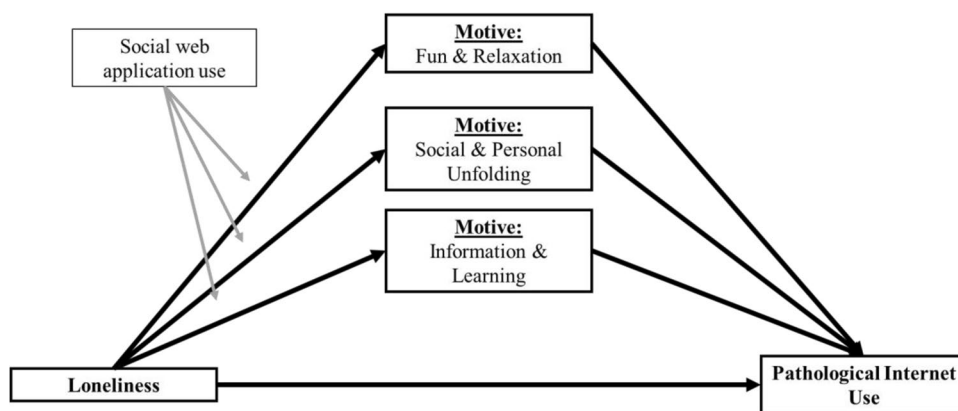 Social web
application use
Motive:
Fun & Relaxation
Motive:
Social & Personal
Unfolding
Motive:
Information &
Learning
Loneliness
Pathological Internet
Use